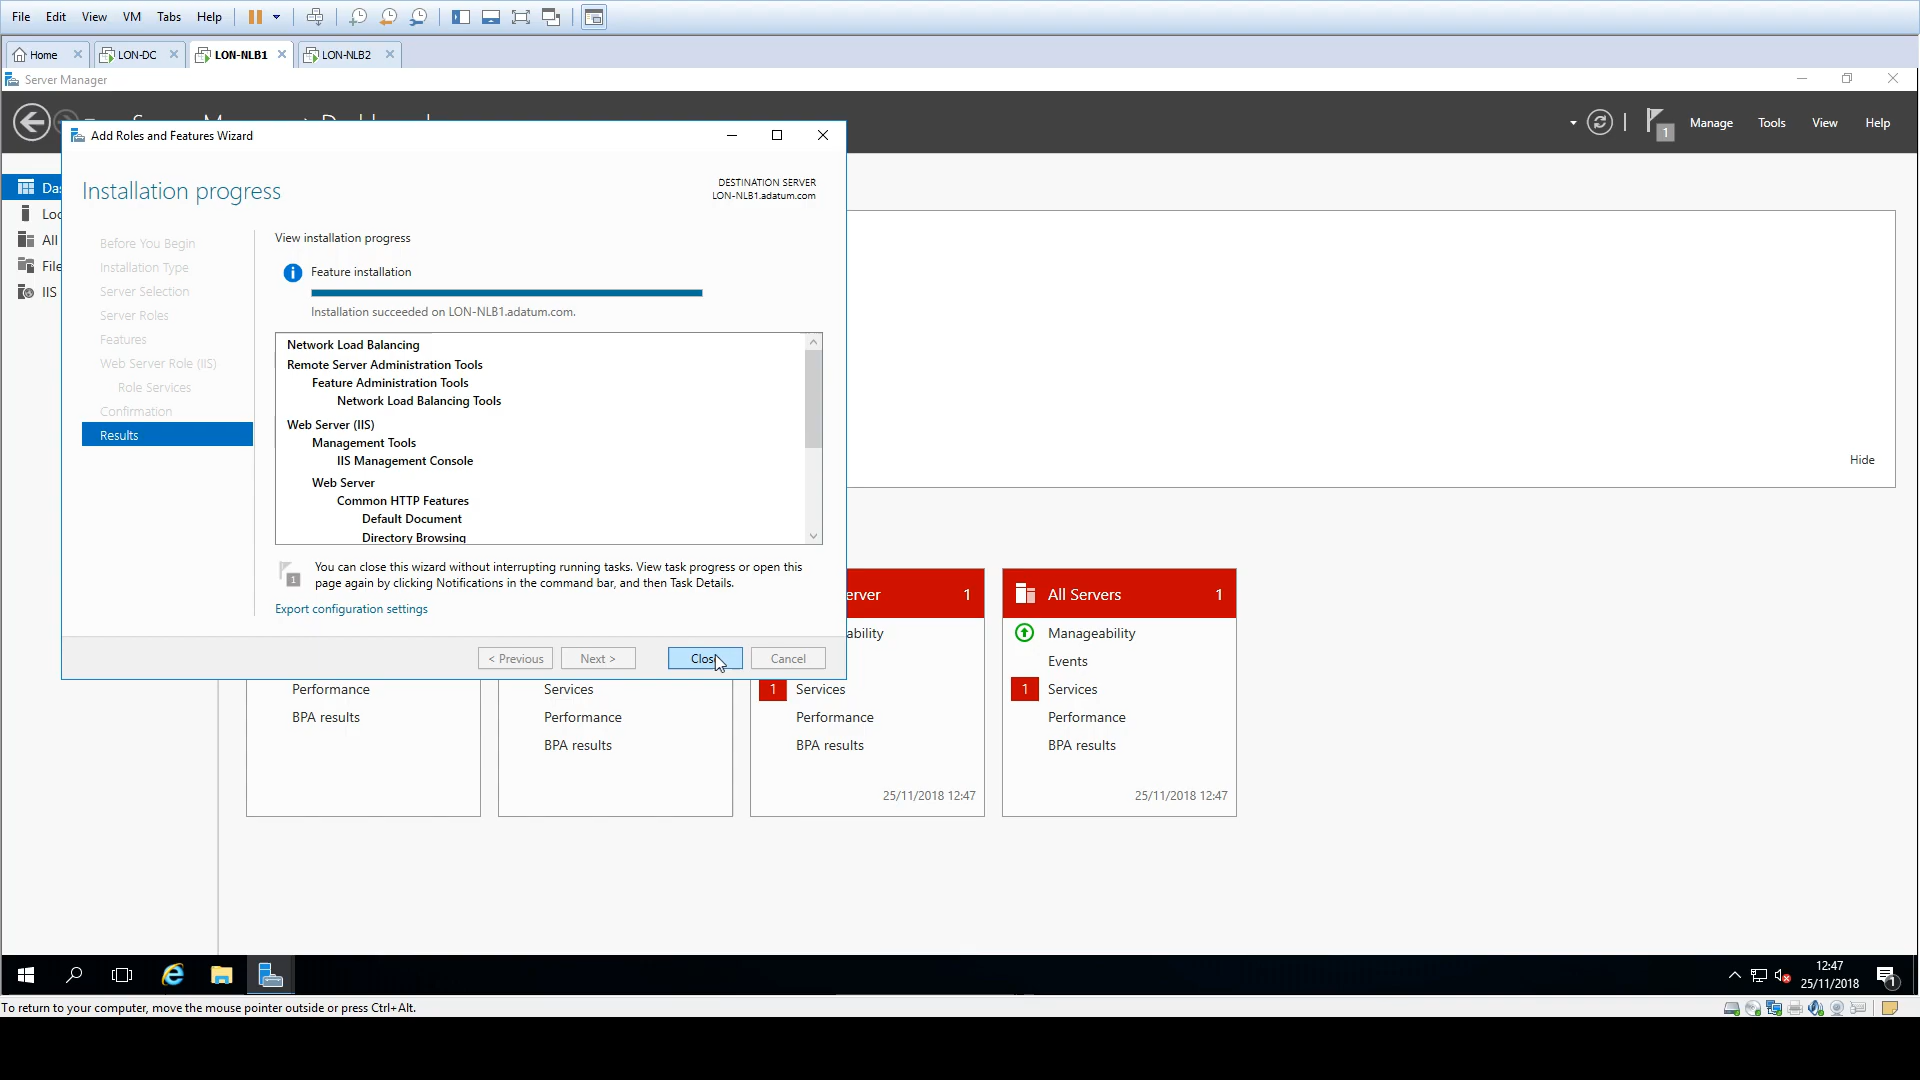 File Edit View VM Tabs Help
Home LON-DC LON-NLB1 LON-NLB2
Server Manager
1 Manage Tools View Help
Add Roles and Features Wizard
Installation progress
DESTINATION SERVER
LON-NLB1.adatum.com
Before You Begin
Installation Type
Server Selection
Server Roles
Features
Web Server Role (IIS)
Role Services
Confirmation
Results
View installation progress
Feature installation
Installation succeeded on LON-NLB1.adatum.com.
Network Load Balancing
Remote Server Administration Tools
Feature Administration Tools
Network Load Balancing Tools
Web Server (IIS)
Management Tools
IIS Management Console
Web Server
Common HTTP Features
Default Document
Directory Browsing
1
You can close this wizard without interrupting running tasks. View task progress or open this
page again by clicking Notifications in the command bar, and then Task Details.
Export configuration settings
< Previous Next > Clos Cancel
All
IIS
Hide
erver 1
ability
1 Services
Performance
BPA results
25/11/2018 12:47
All Servers 1
Manageability
Events
1 Services
Performance
BPA results
25/11/2018 12:47
Performance
BPA results
Services
Performance
BPA results
12:47
25/11/2018
1
To return to your computer, move the mouse pointer outside or press Ctrl+Alt.